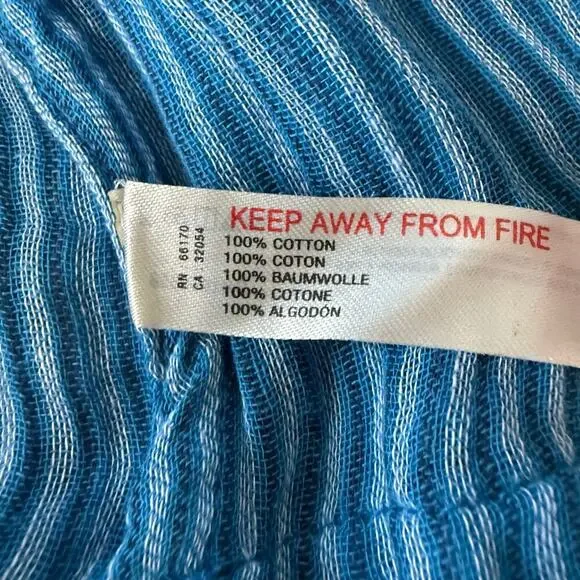 RN 66170
CA 32054
KEEP AWAY FROM FIRE
100% COTTON
100% COTON
100% BAUMWOLLE
100% COTONE
100% ALGODÓN